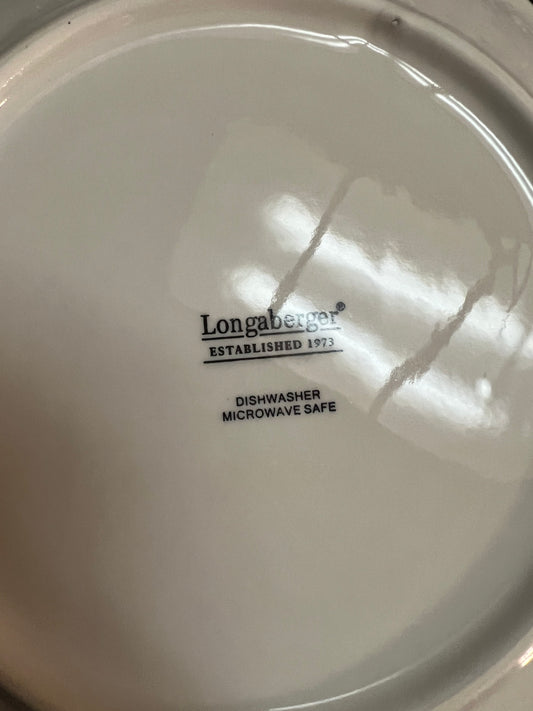 Longaberger®
ESTABLISHED 1973
DISHWASHER
MICROWAVE SAFE